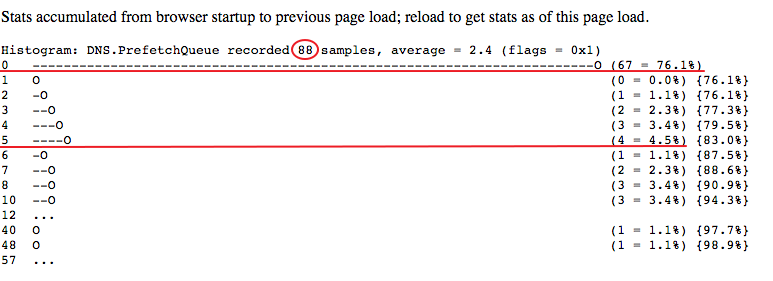 Stats accumulated from browser startup to previous page load; reload to get stats as of this page load.
Histogram: DNS.PrefetchQueue recorded 88 samples, average = 2.4 (flags = 0x1)
0 -------------------------------------------------------------------------O (67 = 76.1%)
1 O (0 = 0.0%) {76.1%}
2 -O (1 = 1.1%) {76.1%}
3 --O (2 = 2.3%) {77.3%}
4 ---O (3 = 3.4%) {79.5%}
5 ----O (4 = 4.5%) {83.0%}
6 -O (1 = 1.1%) {87.5%}
7 --O (2 = 2.3%) {88.6%}
8 --O (3 = 3.4%) {90.9%}
10 --O (3 = 3.4%) {94.3%}
12 ...
40 O (1 = 1.1%) {97.7%}
48 O (1 = 1.1%) {98.9%}
57 ...